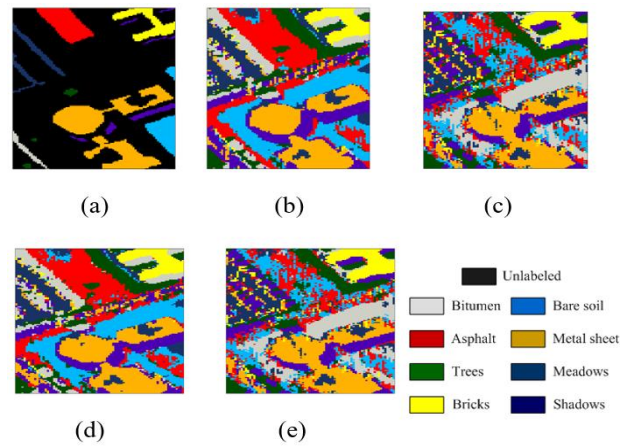 (a)
(b)
(c)
(d)
(e)
Unlabeled
Bitumen
Bare soil
Asphalt
Metal sheet
Trees
Meadows
Bricks
Shadows